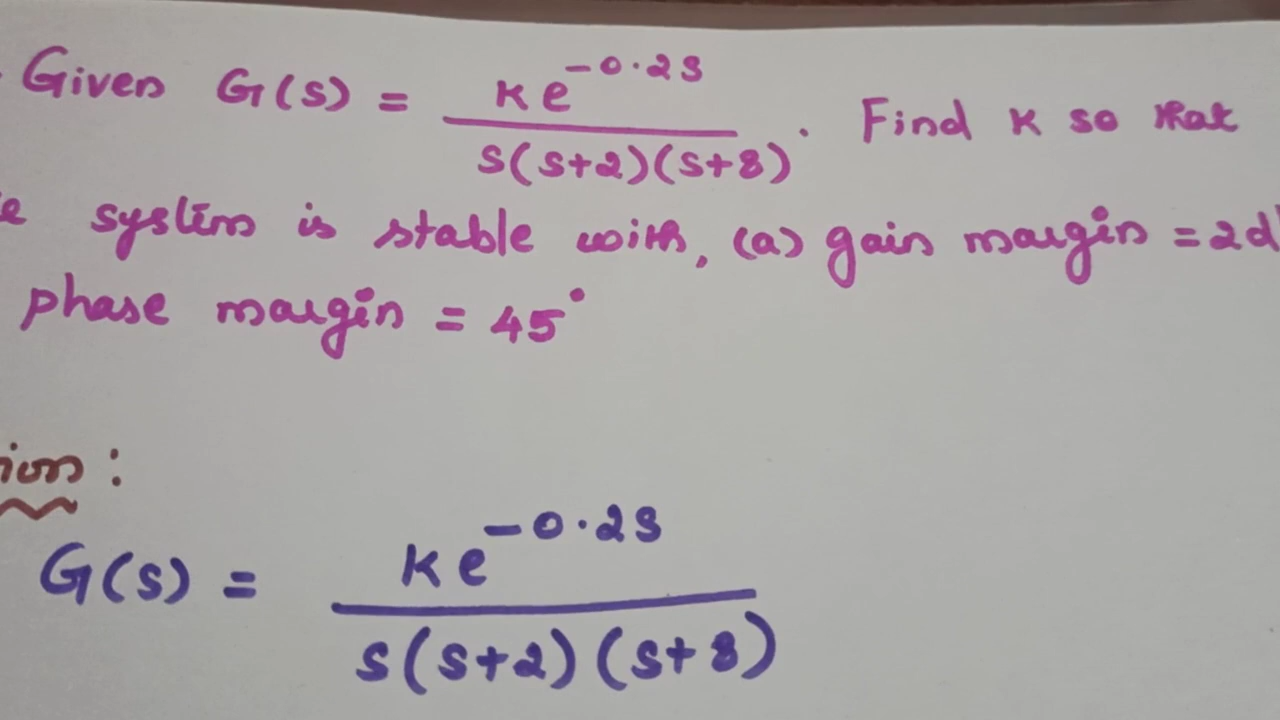 Given G(s) = Ke^-0.2s / s(s+2)(s+8) . Find K so that
system is stable with, (a) gain margin = 2d
phase margin = 45°
G(s) = Ke^-0.2s / s(s+2)(s+8)